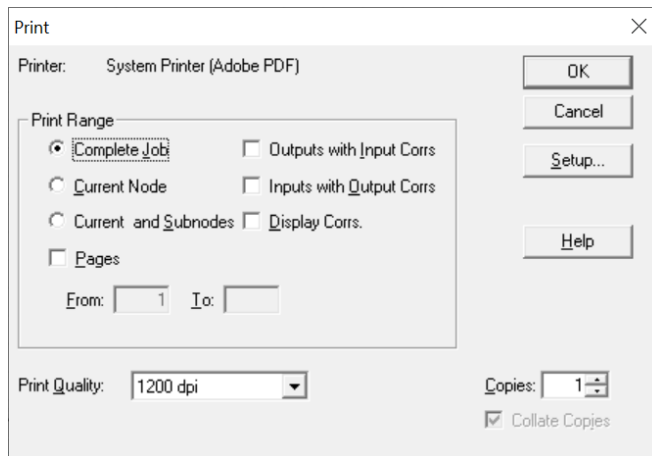 Print
Printer: System Printer (Adobe PDF)
OK
Cancel
Setup...
Help
Print Range
Complete Job
Outputs with Input Corrs
Current Node
Inputs with Output Corrs
Current and Subnodes
Display Corrs.
Pages
From: 1 To:
Print Quality: 1200 dpi
Copies: 1
Collate Copies